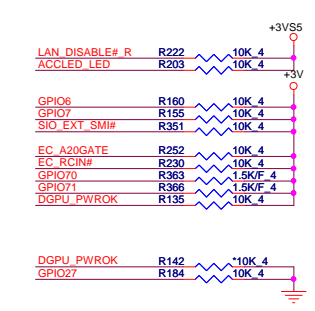 +3VS5
LAN_DISABLE#_R R222 10K_4
ACCLED_LED R203 10K_4
+3V
GPIO6 R160 10K_4
GPIO7 R155 10K_4
SIO_EXT_SMI# R351 10K_4
EC_A20GATE R252 10K_4
EC_RCIN# R230 10K_4
GPIO70 R363 1.5K/F_4
GPIO71 R366 1.5K/F_4
DGPU_PWROK R135 10K_4
DGPU_PWROK R142 *10K_4
GPIO27 R184 10K_4